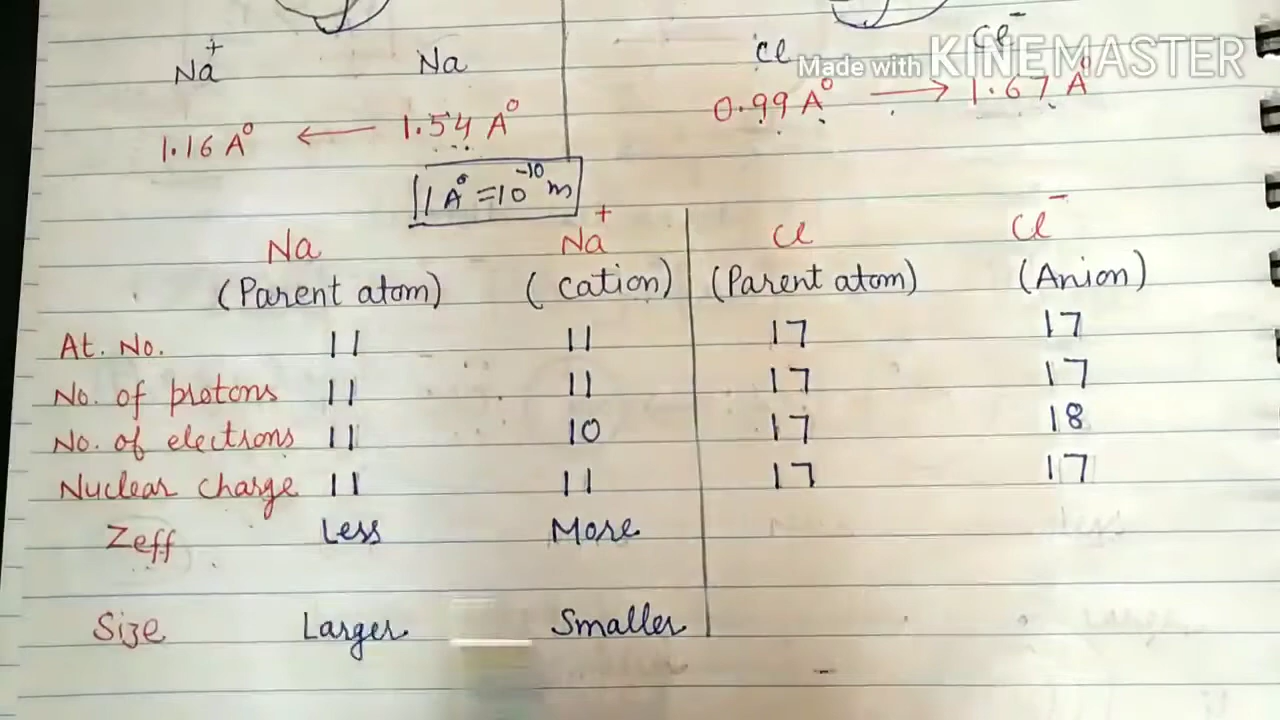 Na⁺ Na Cl Cl⁻
Made with KINEMASTER
1.16 A° ← 1.54 A° 0.99 A° → 1.67 A°
1 A° = 10⁻¹⁰ m
Na Na⁺ Cl Cl⁻
(Parent atom) (cation) (Parent atom) (Anion)
At. No. 11 11 17 17
No. of protons 11 11 17 17
No. of electrons 11 10 17 18
Nuclear charge 11 11 17 17
Zeff Less More
Size Larger Smaller